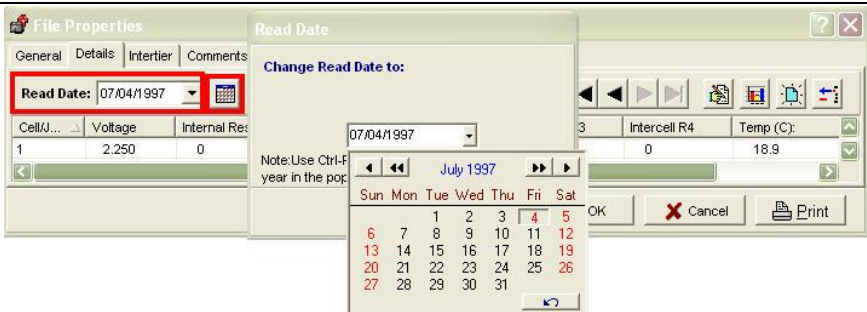 File Properties
General Details Intertier Comments
Read Date: 07/04/1997
Cell/J... Voltage Internal Res 3 Intercell R4 Temp (C):
1 2.250 0 0 18.9
OK Cancel Print
Read Date
Change Read Date to:
07/04/1997
Note:Use Ctrl-P
year in the pop
July 1997
Sun Mon Tue Wed Thu Fri Sat
1 2 3 4 5
6 7 8 9 10 11 12
13 14 15 16 17 18 19
20 21 22 23 24 25 26
27 28 29 30 31